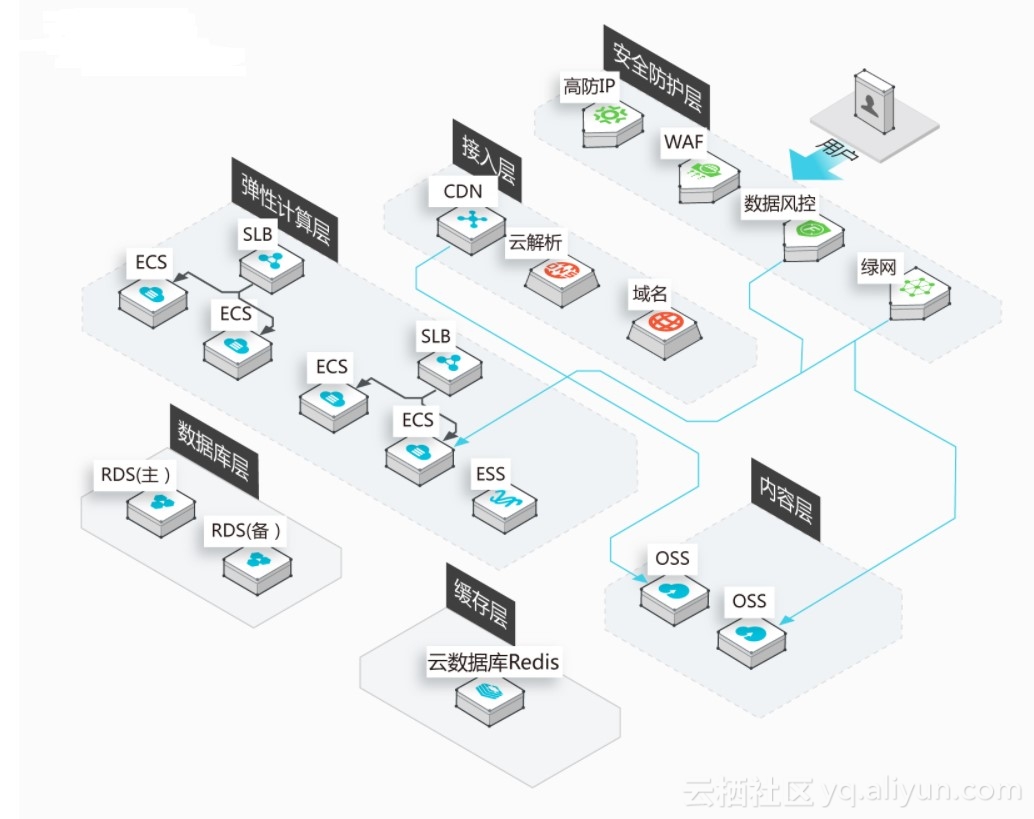 安全防护层
高防IP
WAF
数据风控
绿网
用户
接入层
CDN
云解析
DNS
域名
弹性计算层
SLB
ECS
ECS
SLB
ECS
ECS
ESS
数据库层
RDS(主)
RDS(备)
内容层
OSS
OSS
缓存层
云数据库Redis
云栖社区 yq.aliyun.com